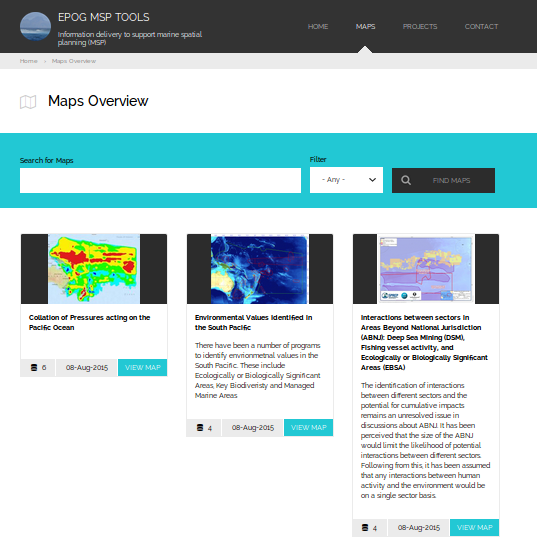 EPOG MSP TOOLS
Information delivery to support marine spatial
planning (MSP)
HOME
MAPS
PROJECTS
CONTACT
Home » Maps Overview
Maps Overview
Search for Maps
Filter
- Any -
FIND MAPS
Collation of Pressures acting on the
Pacific Ocean
6
08-Aug-2015
VIEW MAP
Environmental Values Identified in
the South Pacific
There have been a number of programs
to identify envrionmetnal values in the
South Pacific. These include
Ecologically or Biologically Significant
Areas, Key Biodiveristy and Managed
Marine Areas
4
08-Aug-2015
VIEW MAP
Interactions between sectors in
Areas Beyond National Jurisdiction
(ABNJ): Deep Sea Mining (DSM),
Fishing vessel activity, and
Ecologically or Biologically Significant
Areas (EBSA)
The identification of interactions
between different sectors and the
potential for cumulative impacts
remains an unresolved issue in
discussions about ABNJ. It has been
perceived that the size of the ABNJ
would limit the likelihood of potential
interactions between different sectors.
Following from this, it has been assumed
that any interactions between human
activity and the environment would be
on a single sector basis.
4
08-Aug-2015
VIEW MAP